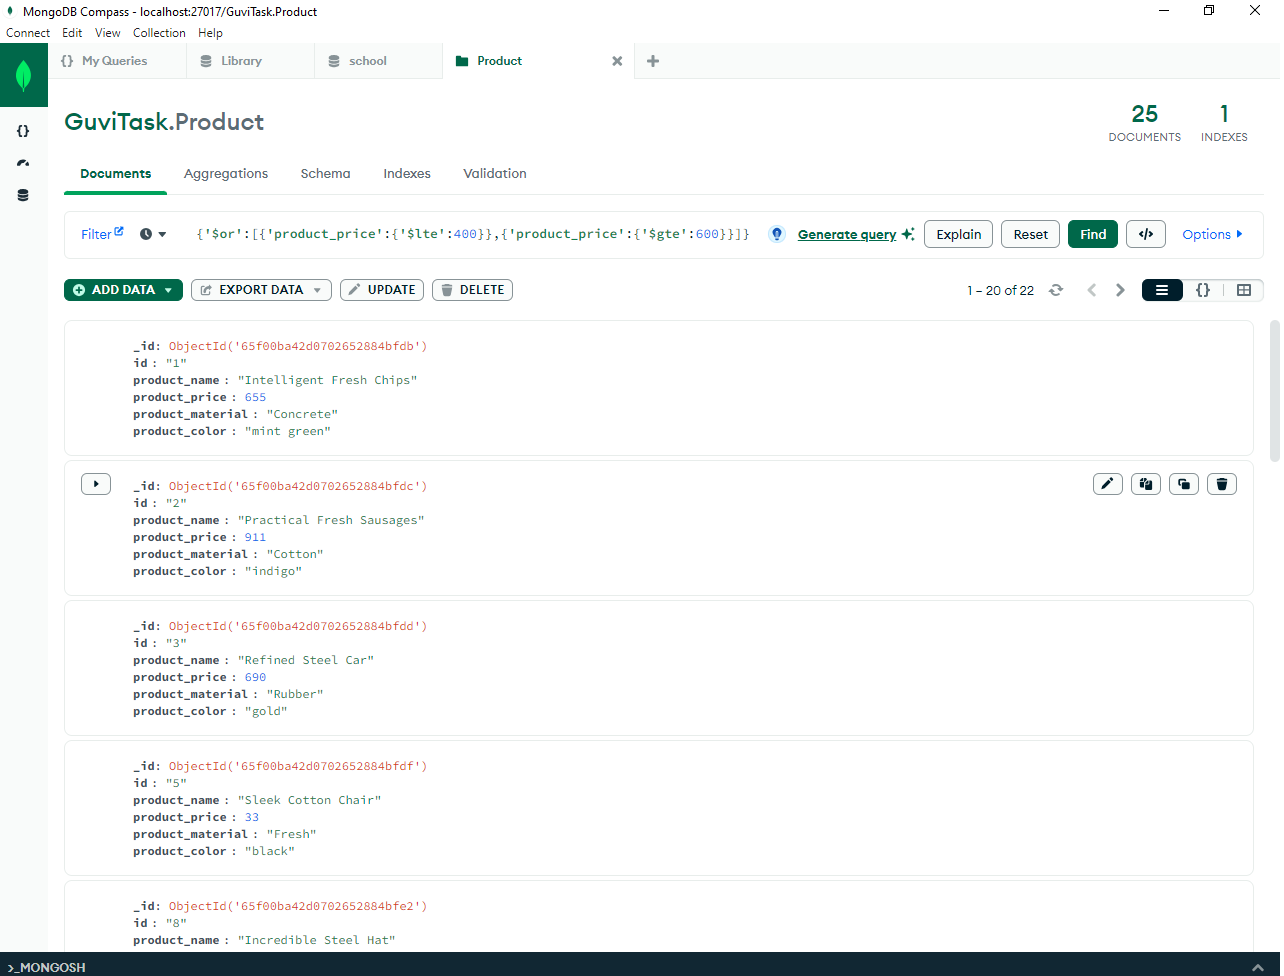 MongoDB Compass - localhost:27017/GuviTask.Product
Connect Edit View Collection Help
{} My Queries Library school Product
GuviTask.Product
25 DOCUMENTS
1 INDEXES
Documents Aggregations Schema Indexes Validation
Filter {'$or':[{'product_price':{'$lte':400}},{'product_price':{'$gte':600}}]} Generate query Explain Reset Find </> Options
ADD DATA EXPORT DATA UPDATE DELETE 1 – 20 of 22 {}
_id: ObjectId('65f00ba42d0702652884bfdb')
id : "1"
product_name : "Intelligent Fresh Chips"
product_price : 655
product_material : "Concrete"
product_color : "mint green"
_id: ObjectId('65f00ba42d0702652884bfdc')
id : "2"
product_name : "Practical Fresh Sausages"
product_price : 911
product_material : "Cotton"
product_color : "indigo"
_id: ObjectId('65f00ba42d0702652884bfdd')
id : "3"
product_name : "Refined Steel Car"
product_price : 690
product_material : "Rubber"
product_color : "gold"
_id: ObjectId('65f00ba42d0702652884bfdf')
id : "5"
product_name : "Sleek Cotton Chair"
product_price : 33
product_material : "Fresh"
product_color : "black"
_id: ObjectId('65f00ba42d0702652884bfe2')
id : "8"
product_name : "Incredible Steel Hat"
>_MONGOSH